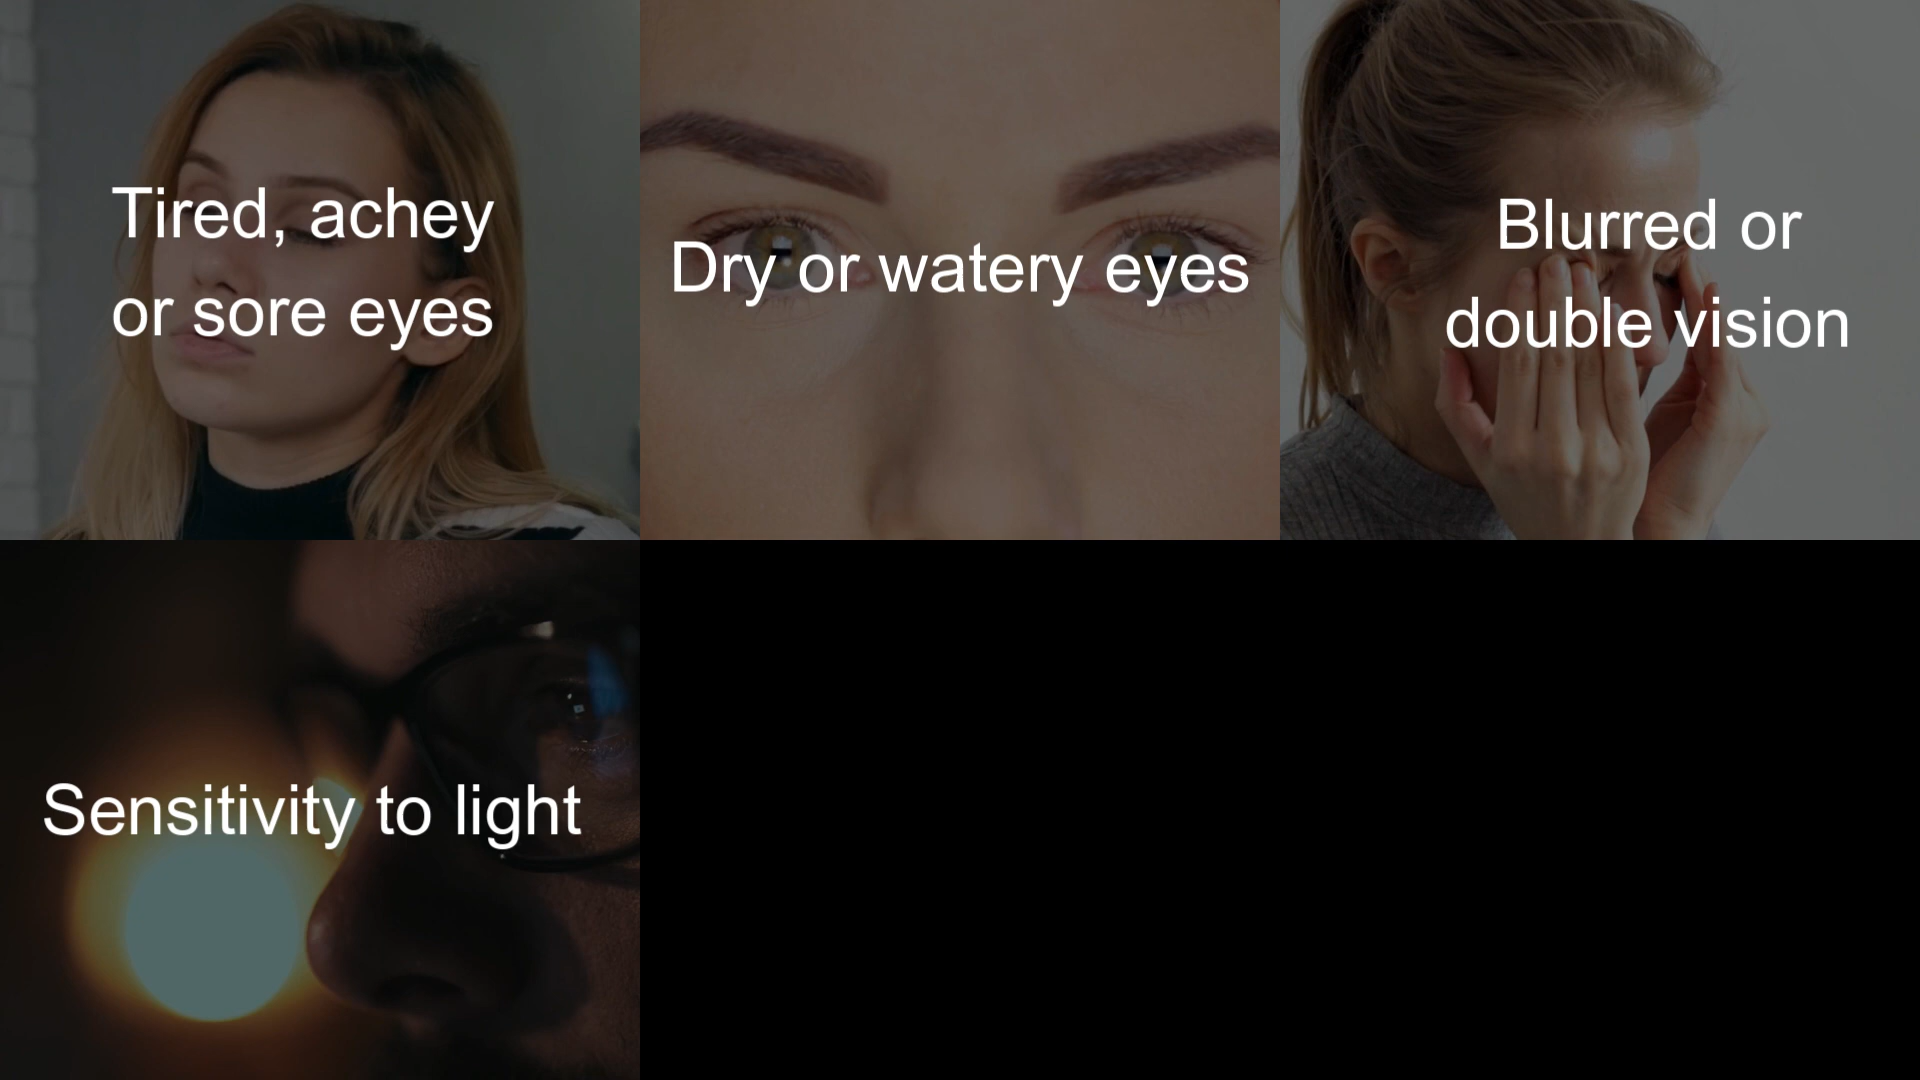 Tired, achey
or sore eyes
Dry or watery eyes
Blurred or
double vision
Sensitivity to light